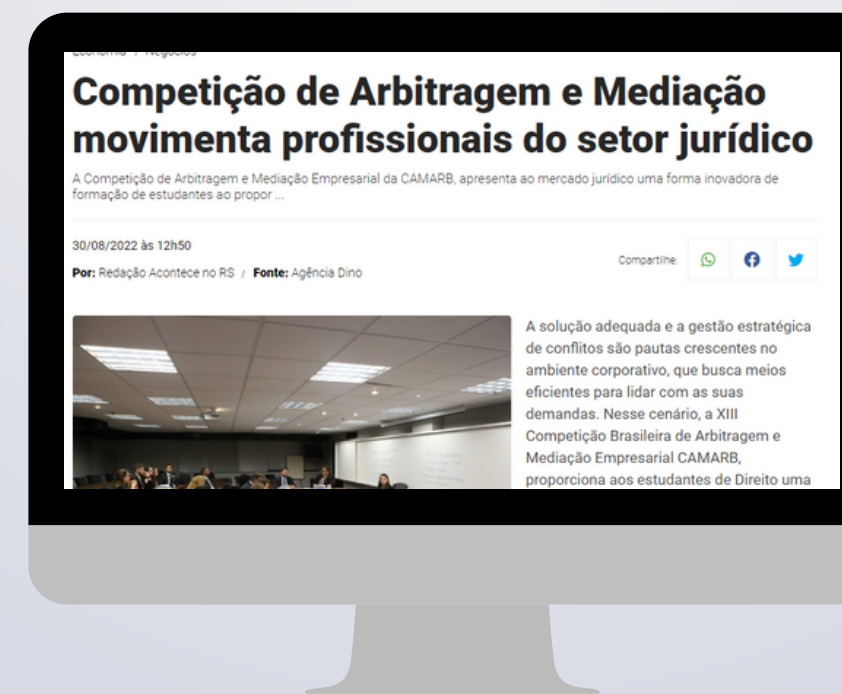 Economia / Negócios
Competição de Arbitragem e Mediação
movimenta profissionais do setor jurídico
A Competição de Arbitragem e Mediação Empresarial da CAMARB, apresenta ao mercado jurídico uma forma inovadora de
formação de estudantes ao propor ...
30/08/2022 às 12h50
Por: Redação Acontece no RS / Fonte: Agência Dino
Compartilhe:
A solução adequada e a gestão estratégica
de conflitos são pautas crescentes no
ambiente corporativo, que busca meios
eficientes para lidar com as suas
demandas. Nesse cenário, a XIII
Competição Brasileira de Arbitragem e
Mediação Empresarial CAMARB,
proporciona aos estudantes de Direito uma